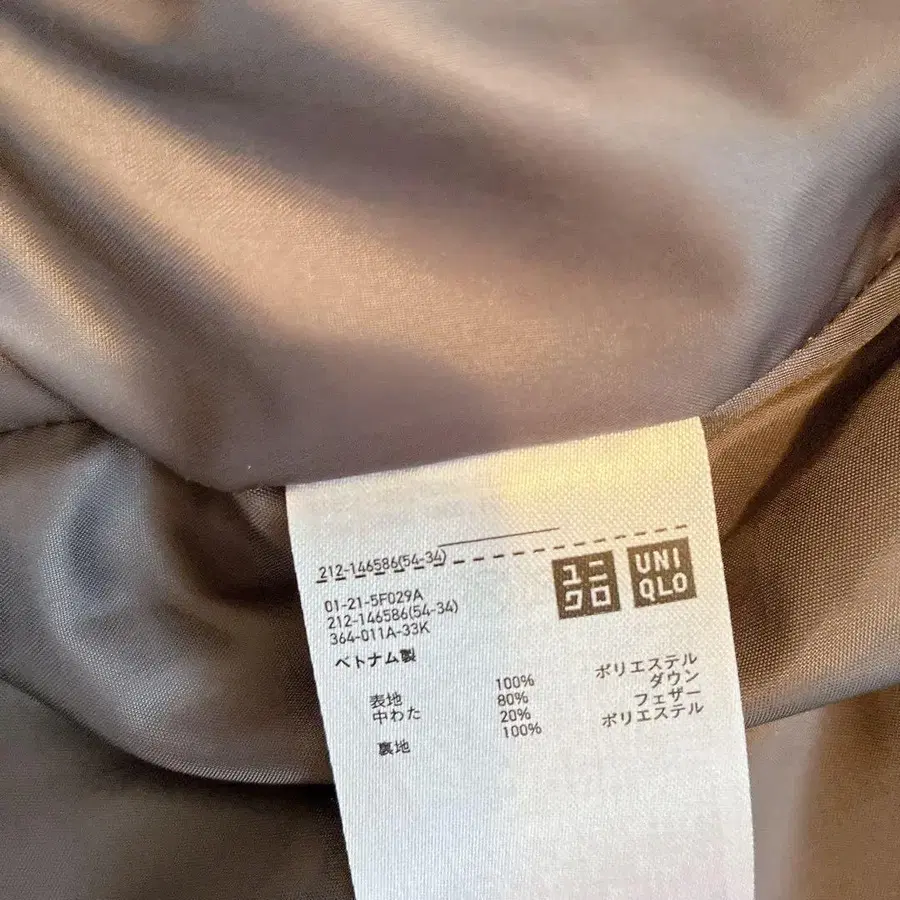 212-146586(54-34)
ユニ
クロ
UNI
QLO
01-21-5F029A
212-146586(54-34)
364-011A-33K
ベトナム製
表地 100% ポリエステル
中わた 80% ダウン
20% フェザー
裏地 100% ポリエステル